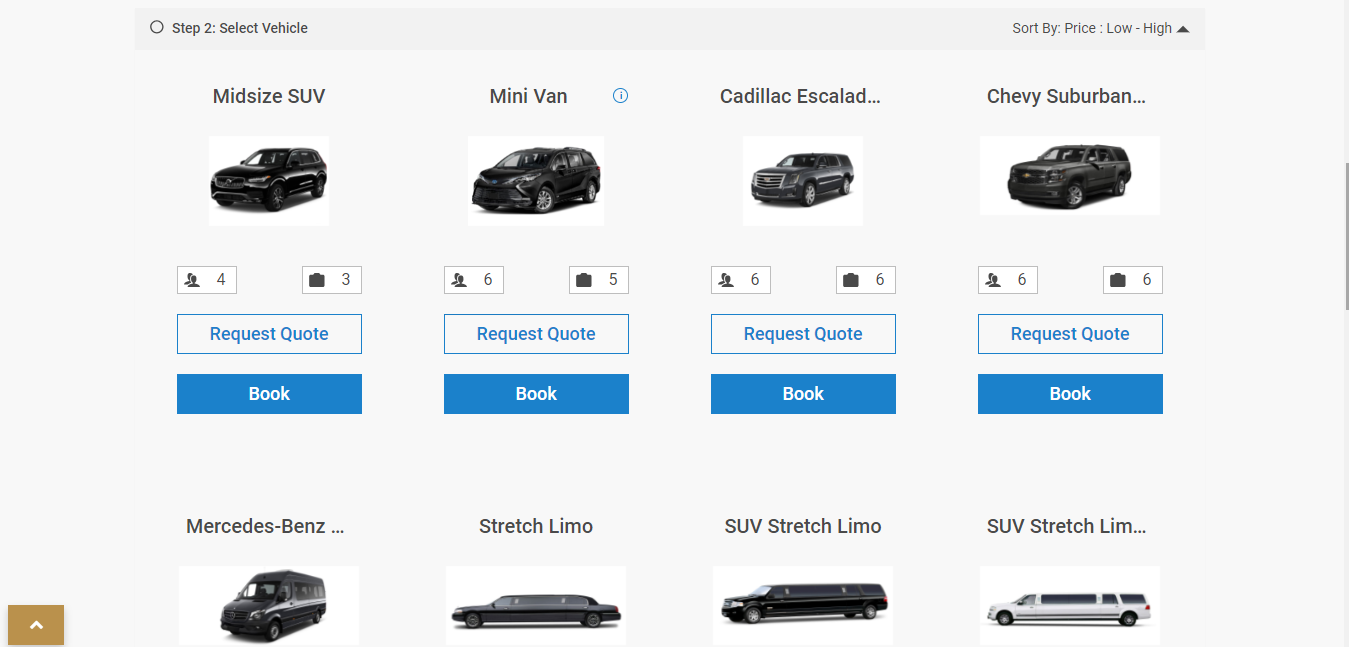 Step 2: Select Vehicle
Sort By: Price : Low - High
Midsize SUV
Mini Van
Cadillac Escalad...
Chevy Suburban...
4
3
6
5
6
6
6
6
Request Quote
Request Quote
Request Quote
Request Quote
Book
Book
Book
Book
Mercedes-Benz ...
Stretch Limo
SUV Stretch Limo
SUV Stretch Lim...